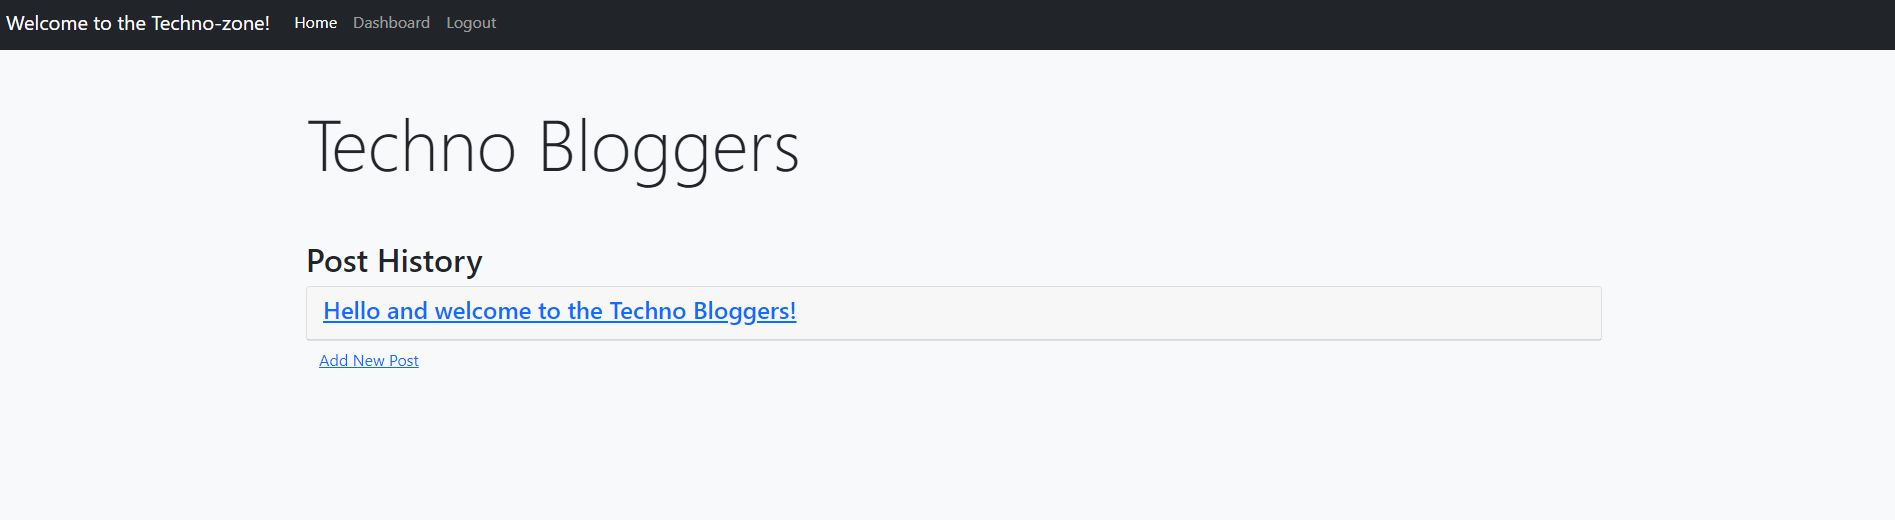 Welcome to the Techno-zone! Home Dashboard Logout
Techno Bloggers
Post History
Hello and welcome to the Techno Bloggers!
Add New Post